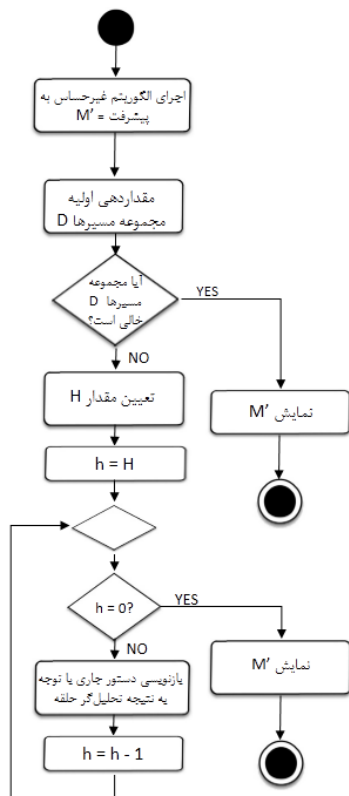 اجرای الگوریتم غیرحساس به
پیشرفت = M′
مقداردهی اولیه
مجموعه مسیرها D
آیا مجموعه
مسیرها D
خالی است؟
YES
NO
تعیین مقدار H
نمایش M′
h = H
h = 0?
YES
NO
بازنویسی دستور جاری با توجه
به نتیجه تحلیل‌گر حلقه
نمایش M′
h = h - 1